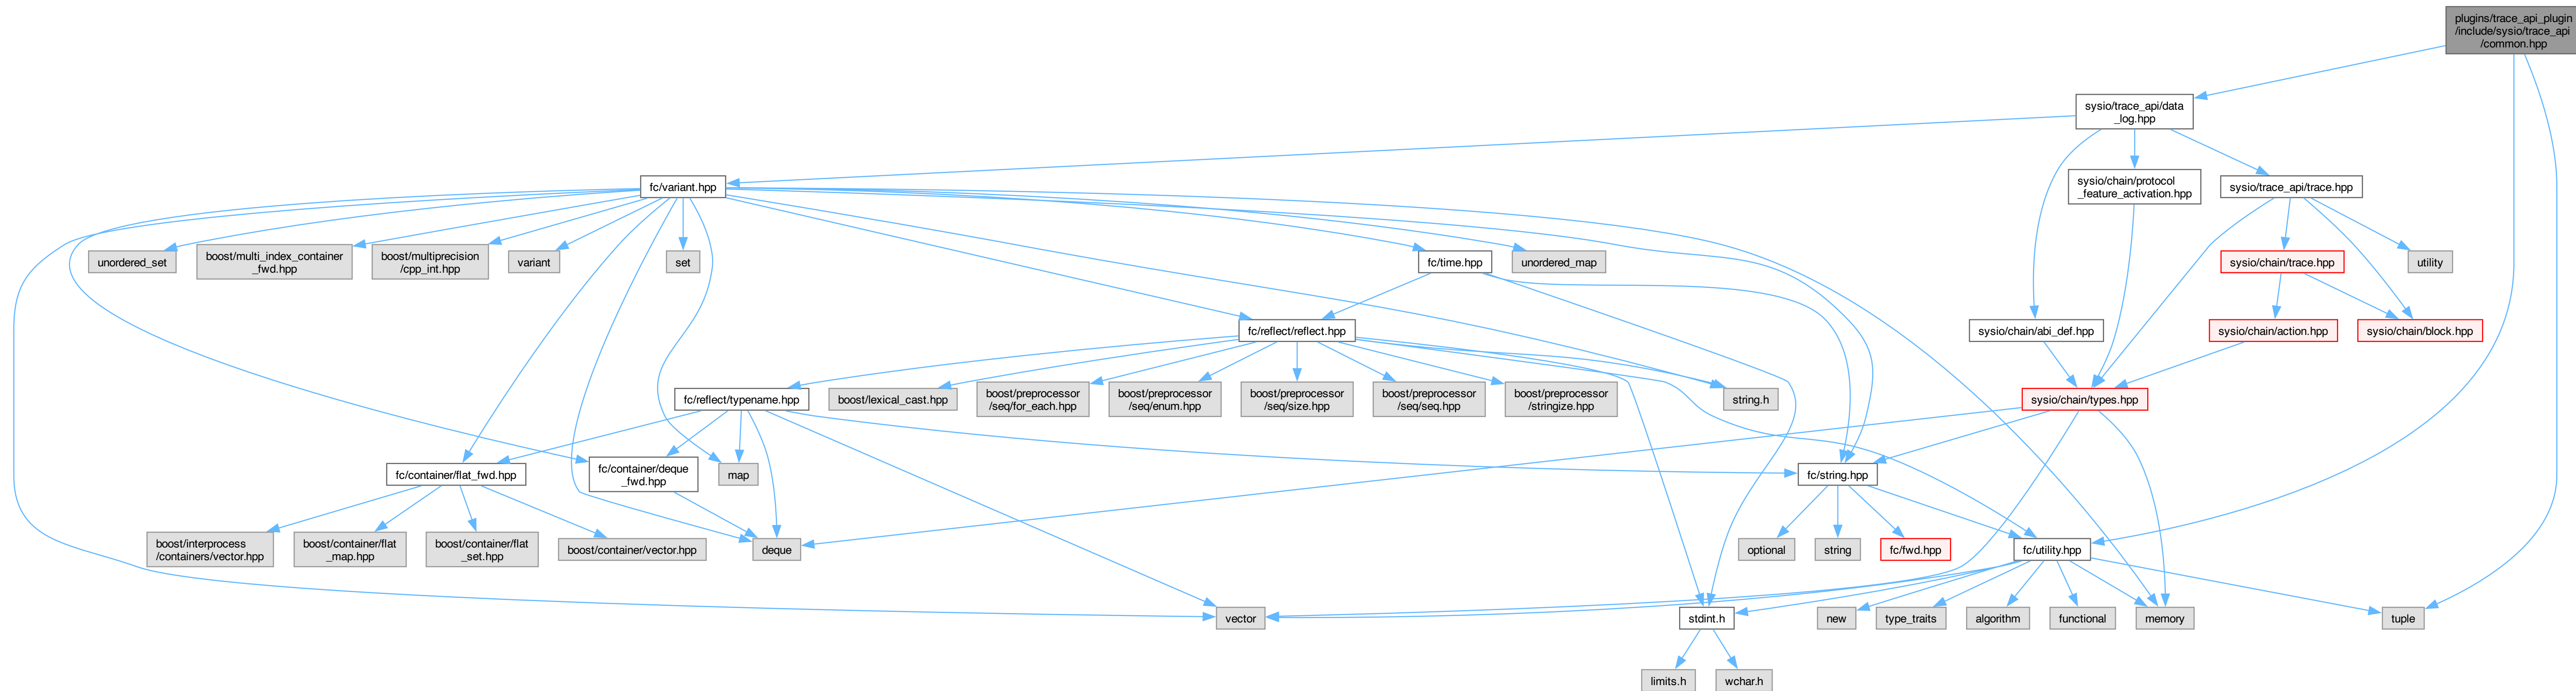 plugins/trace_api_plugin
/include/sysio/trace_api
/common.hpp
sysio/trace_api/data
_log.hpp
fc/variant.hpp
sysio/chain/protocol
_feature_activation.hpp
sysio/trace_api/trace.hpp
unordered_set
boost/multi_index_container
_fwd.hpp
boost/multiprecision
/cpp_int.hpp
variant
set
fc/time.hpp
unordered_map
sysio/chain/trace.hpp
utility
fc/reflect/reflect.hpp
sysio/chain/abi_def.hpp
sysio/chain/action.hpp
sysio/chain/block.hpp
fc/reflect/typename.hpp
boost/lexical_cast.hpp
boost/preprocessor
/seq/for_each.hpp
boost/preprocessor
/seq/enum.hpp
boost/preprocessor
/seq/size.hpp
boost/preprocessor
/seq/seq.hpp
boost/preprocessor
/stringize.hpp
string.h
sysio/chain/types.hpp
fc/container/flat_fwd.hpp
fc/container/deque
_fwd.hpp
map
fc/string.hpp
boost/interprocess
/containers/vector.hpp
boost/container/flat
_map.hpp
boost/container/flat
_set.hpp
boost/container/vector.hpp
deque
optional
string
fc/fwd.hpp
fc/utility.hpp
vector
stdint.h
new
type_traits
algorithm
functional
memory
tuple
limits.h
wchar.h